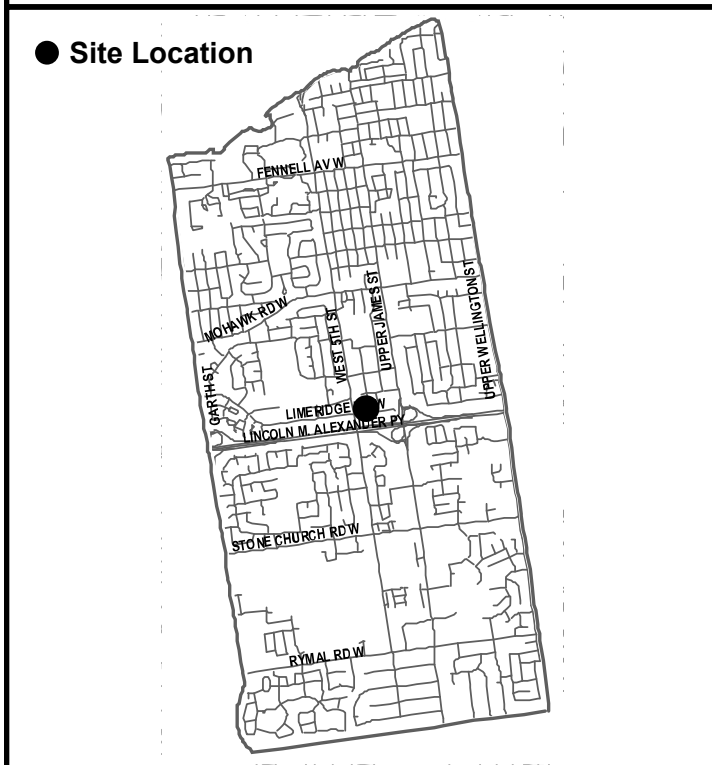 Site Location
FENNELL AV W
MOHAWK RD W
WEST 5TH ST
UPPER JAMES ST
UPPER WELLINGTON ST
GARTH ST
LIMERIDGE W
LINCOLN M. ALEXANDER PY
STONE CHURCH RD W
RYMAL RD W